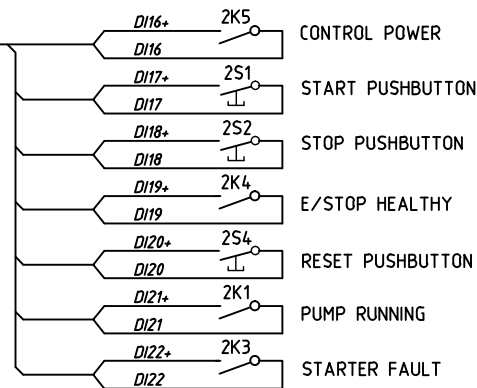 DI16+ 2K5 CONTROL POWER
DI16
DI17+ 2S1 START PUSHBUTTON
DI17
DI18+ 2S2 STOP PUSHBUTTON
DI18
DI19+ 2K4 E/STOP HEALTHY
DI19
DI20+ 2S4 RESET PUSHBUTTON
DI20
DI21+ 2K1 PUMP RUNNING
DI21
DI22+ 2K3 STARTER FAULT
DI22